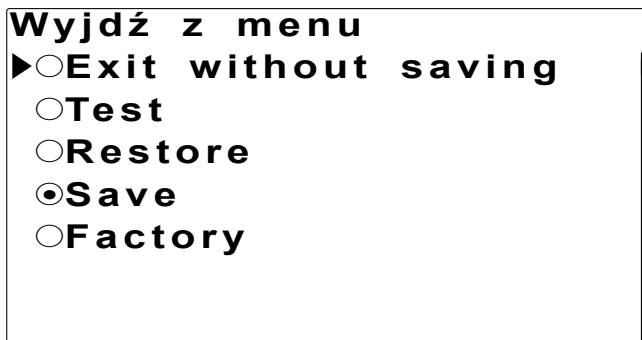 Wyjdź z menu
Exit without saving
Test
Restore
Save
Factory